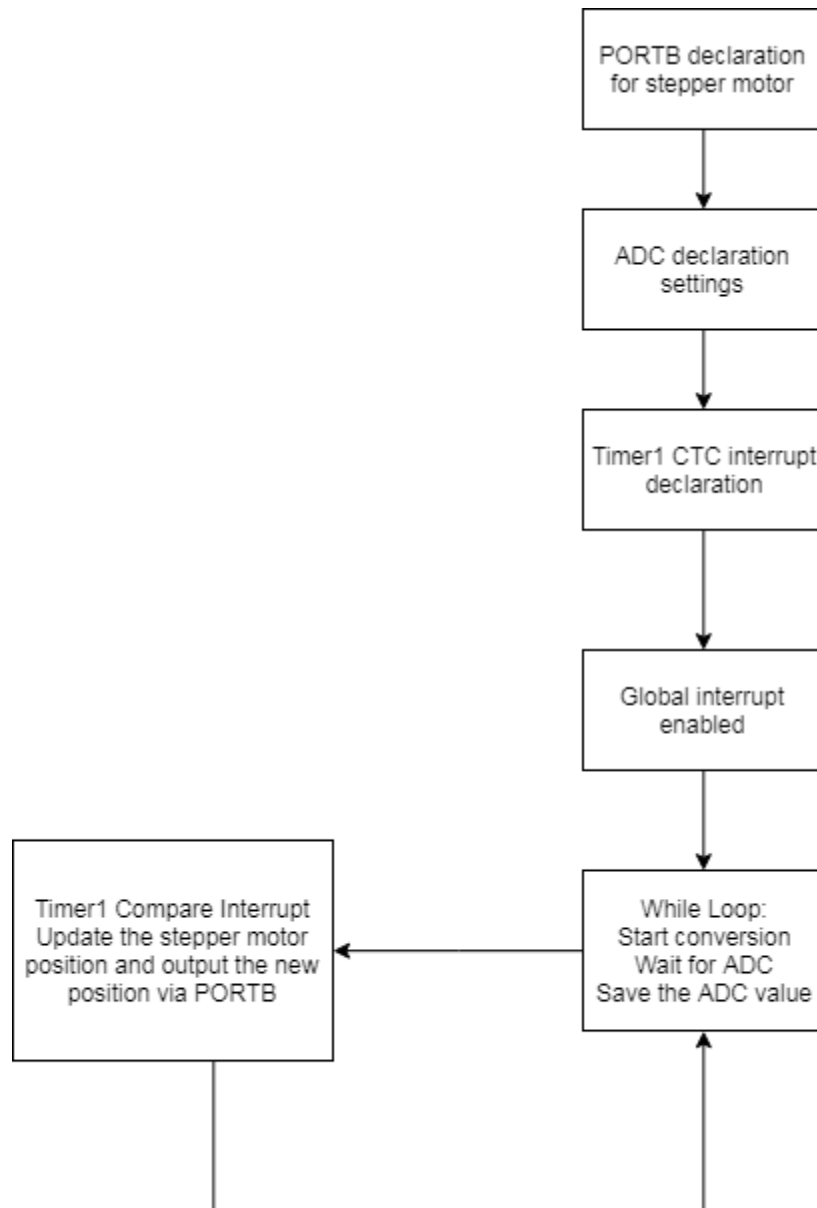 PORTB declaration
for stepper motor
ADC declaration
settings
Timer1 CTC interrupt
declaration
Global interrupt
enabled
Timer1 Compare Interrupt
Update the stepper motor
position and output the new
position via PORTB
While Loop:
Start conversion
Wait for ADC
Save the ADC value